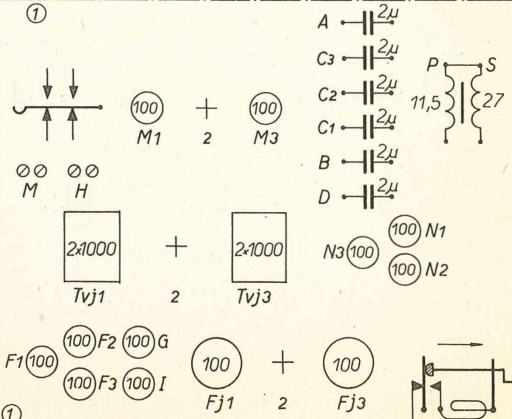 1
A 2μ
C3 2μ
C2 2μ
C1 2μ
B 2μ
D 2μ
P S
11,5 27
100 + 100
M1 2 M3
M H
2x1000 + 2x1000
Tvj1 2 Tvj3
N3 100 100 N1
100 N2
F1 100 100 F2 100 G
100 F3 100 I
100 + 100
Fj1 2 Fj3
1